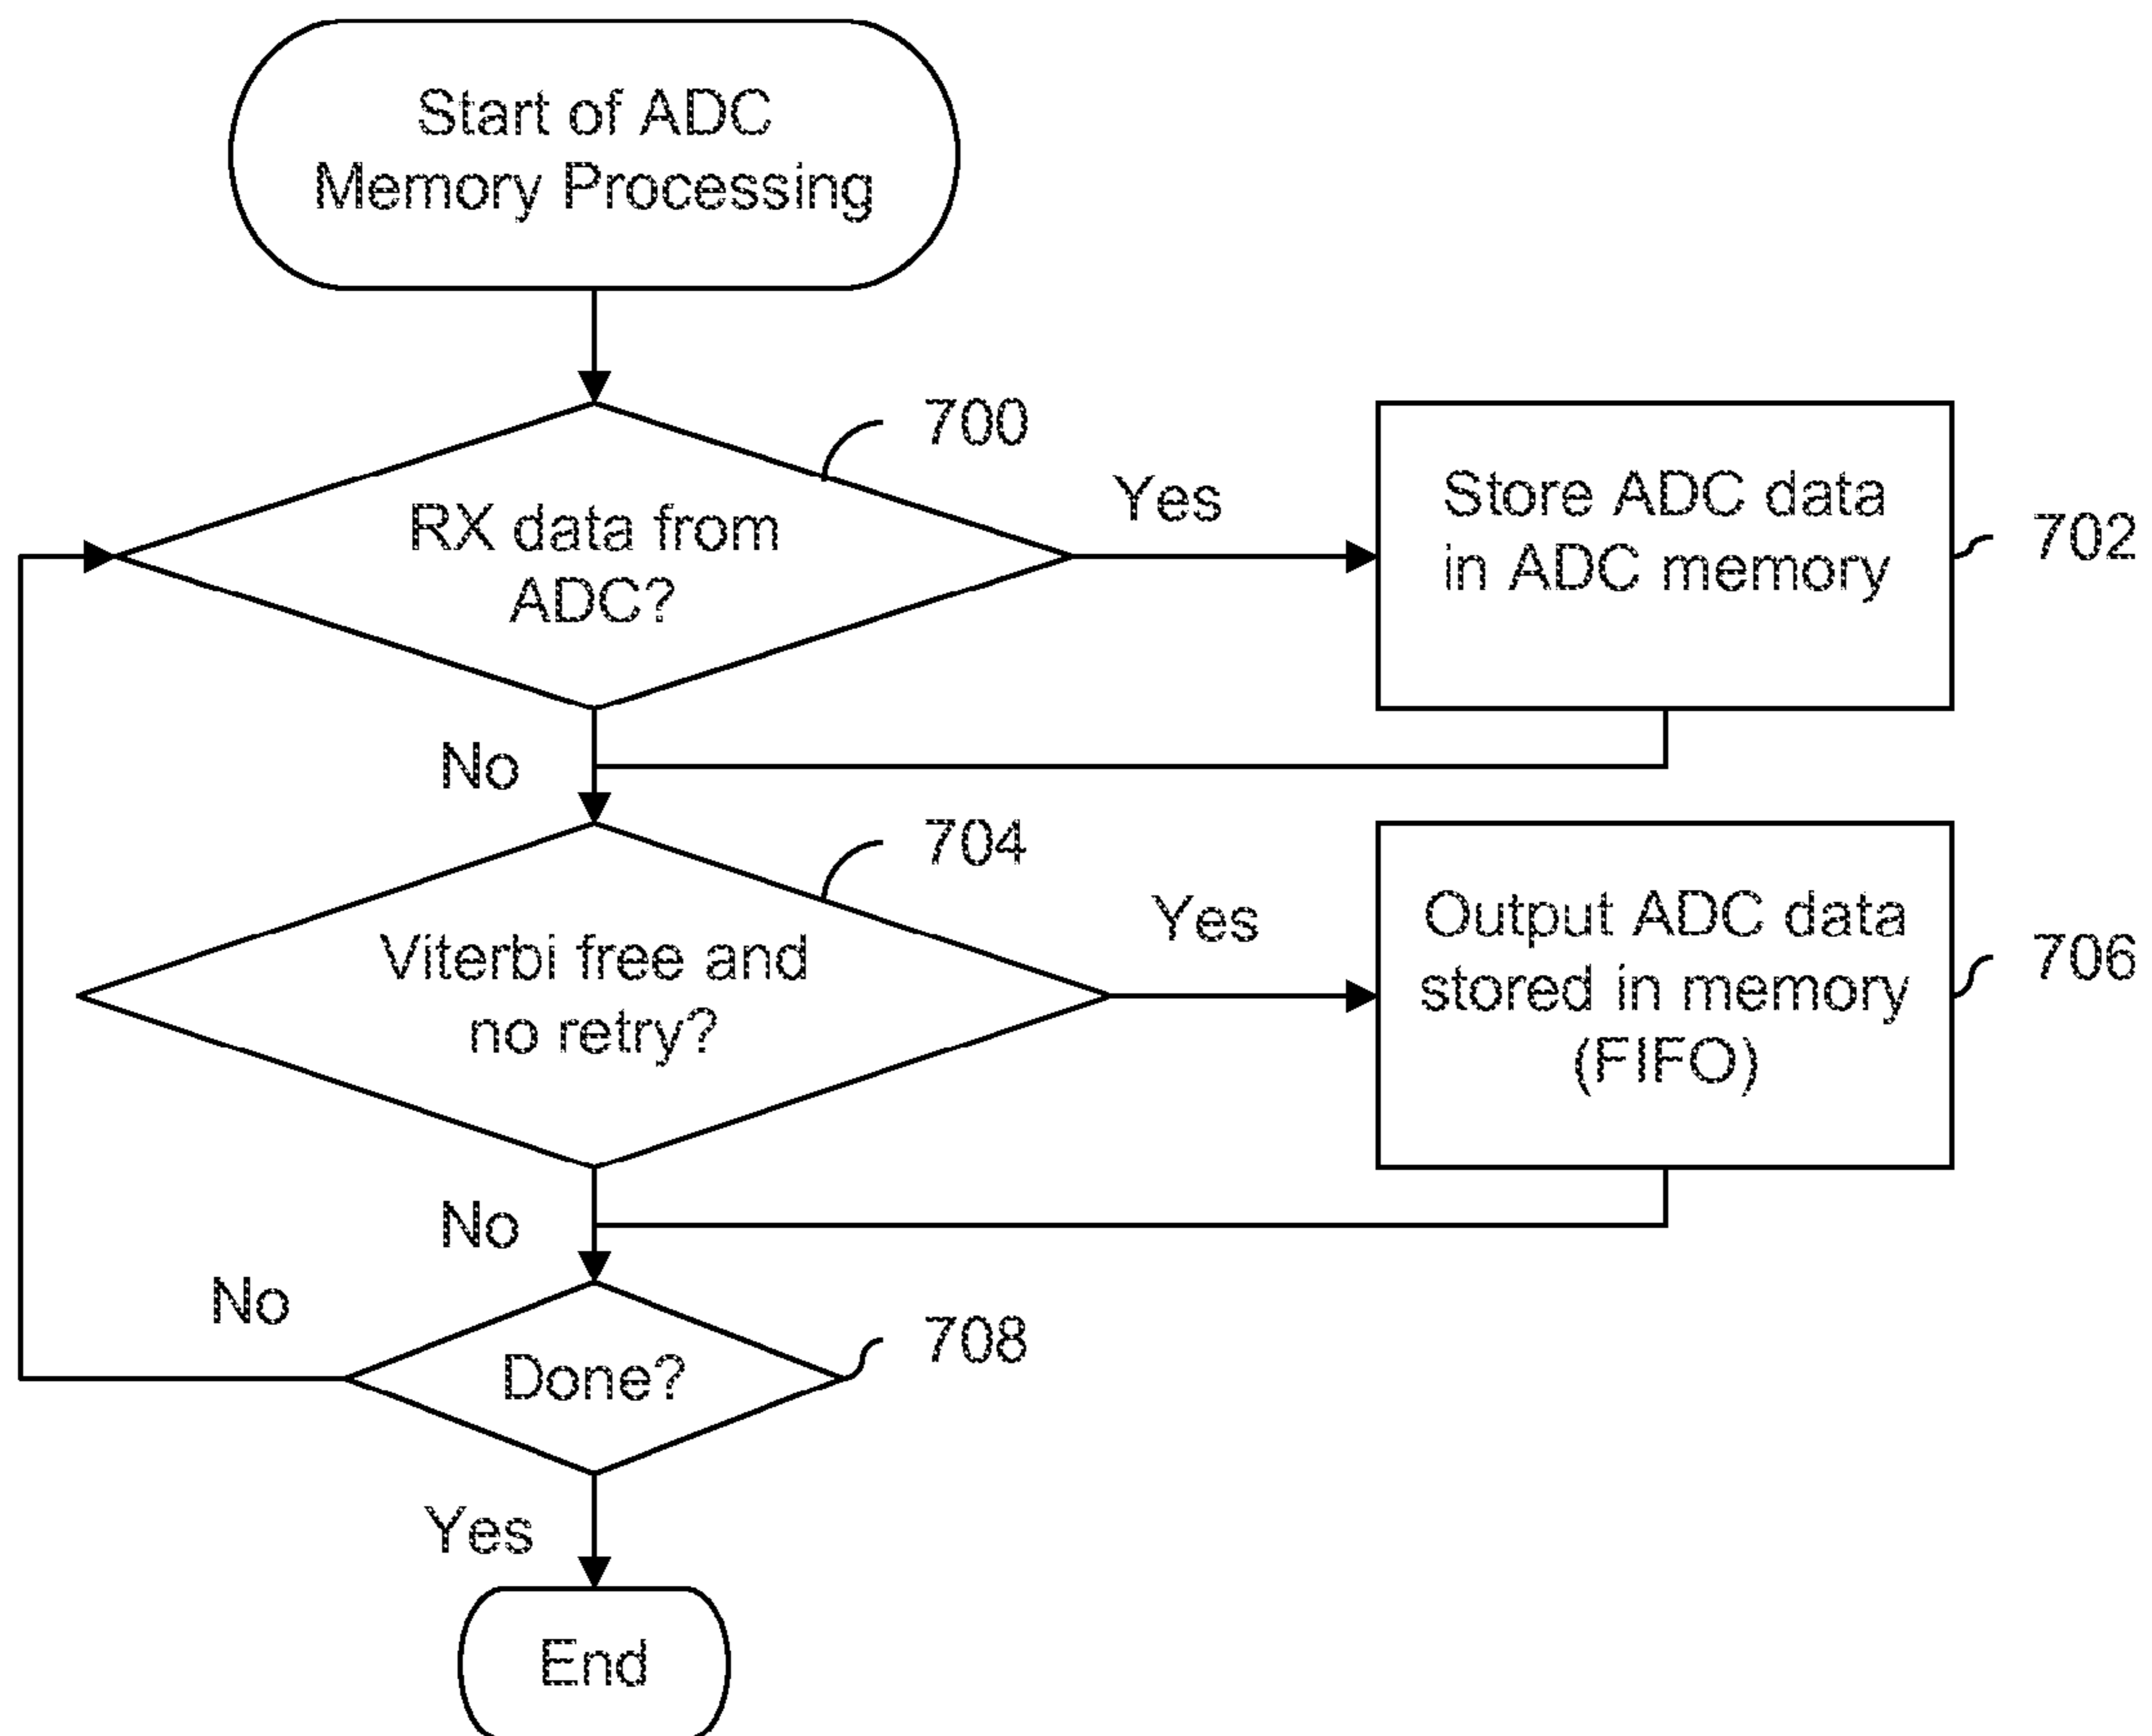 Start of ADC
Memory Processing
700
RX data from
ADC?
Yes
Store ADC data
in ADC memory
702
No
704
Viterbi free and
no retry?
Yes
Output ADC data
stored in memory
(FIFO)
706
No
No
Done?
708
Yes
End